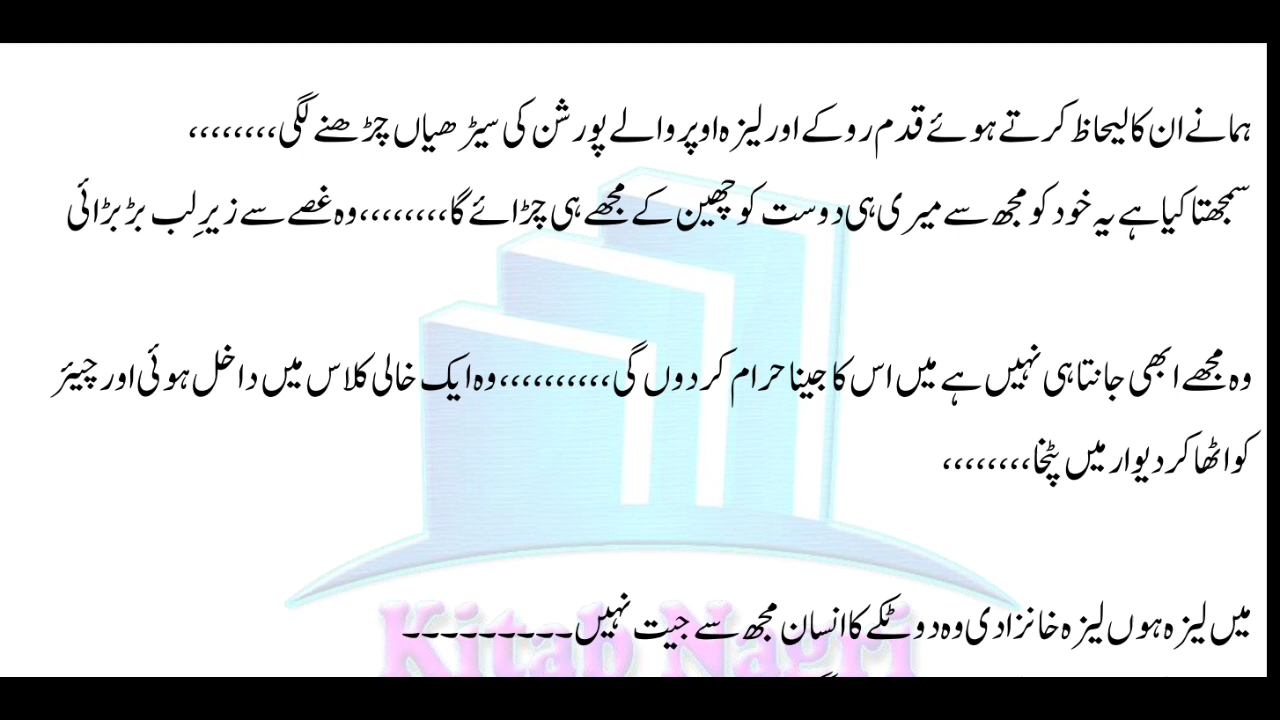 ہمانے ان کا لیحاظ کرتے ہوئے قدم روکے اور لیزہ اوپر والے پورشن کی سیڑھیاں چڑھنے لگی،،،،،،،،
سمجھتا کیا ہے یہ خود کو مجھ سے میری ہی دوست کو چھین کے مجھے ہی چڑائے گا،،،،،،،،وہ غصے سے زیرِ لب بڑبڑائی
وہ مجھے ابھی جانتا ہی نہیں ہے میں اس کا جینا حرام کر دوں گی،،،،،،،،،،وہ ایک خالی کلاس میں داخل ہوئی اور چیئر
کو اٹھا کر دیوار میں پٹخا،،،،،،،،
میں لیزہ ہوں لیزہ خانزادی وہ دو ٹکے کا انسان مجھ سے جیت نہیں۔۔۔۔۔۔۔۔۔
Kitab Nagri